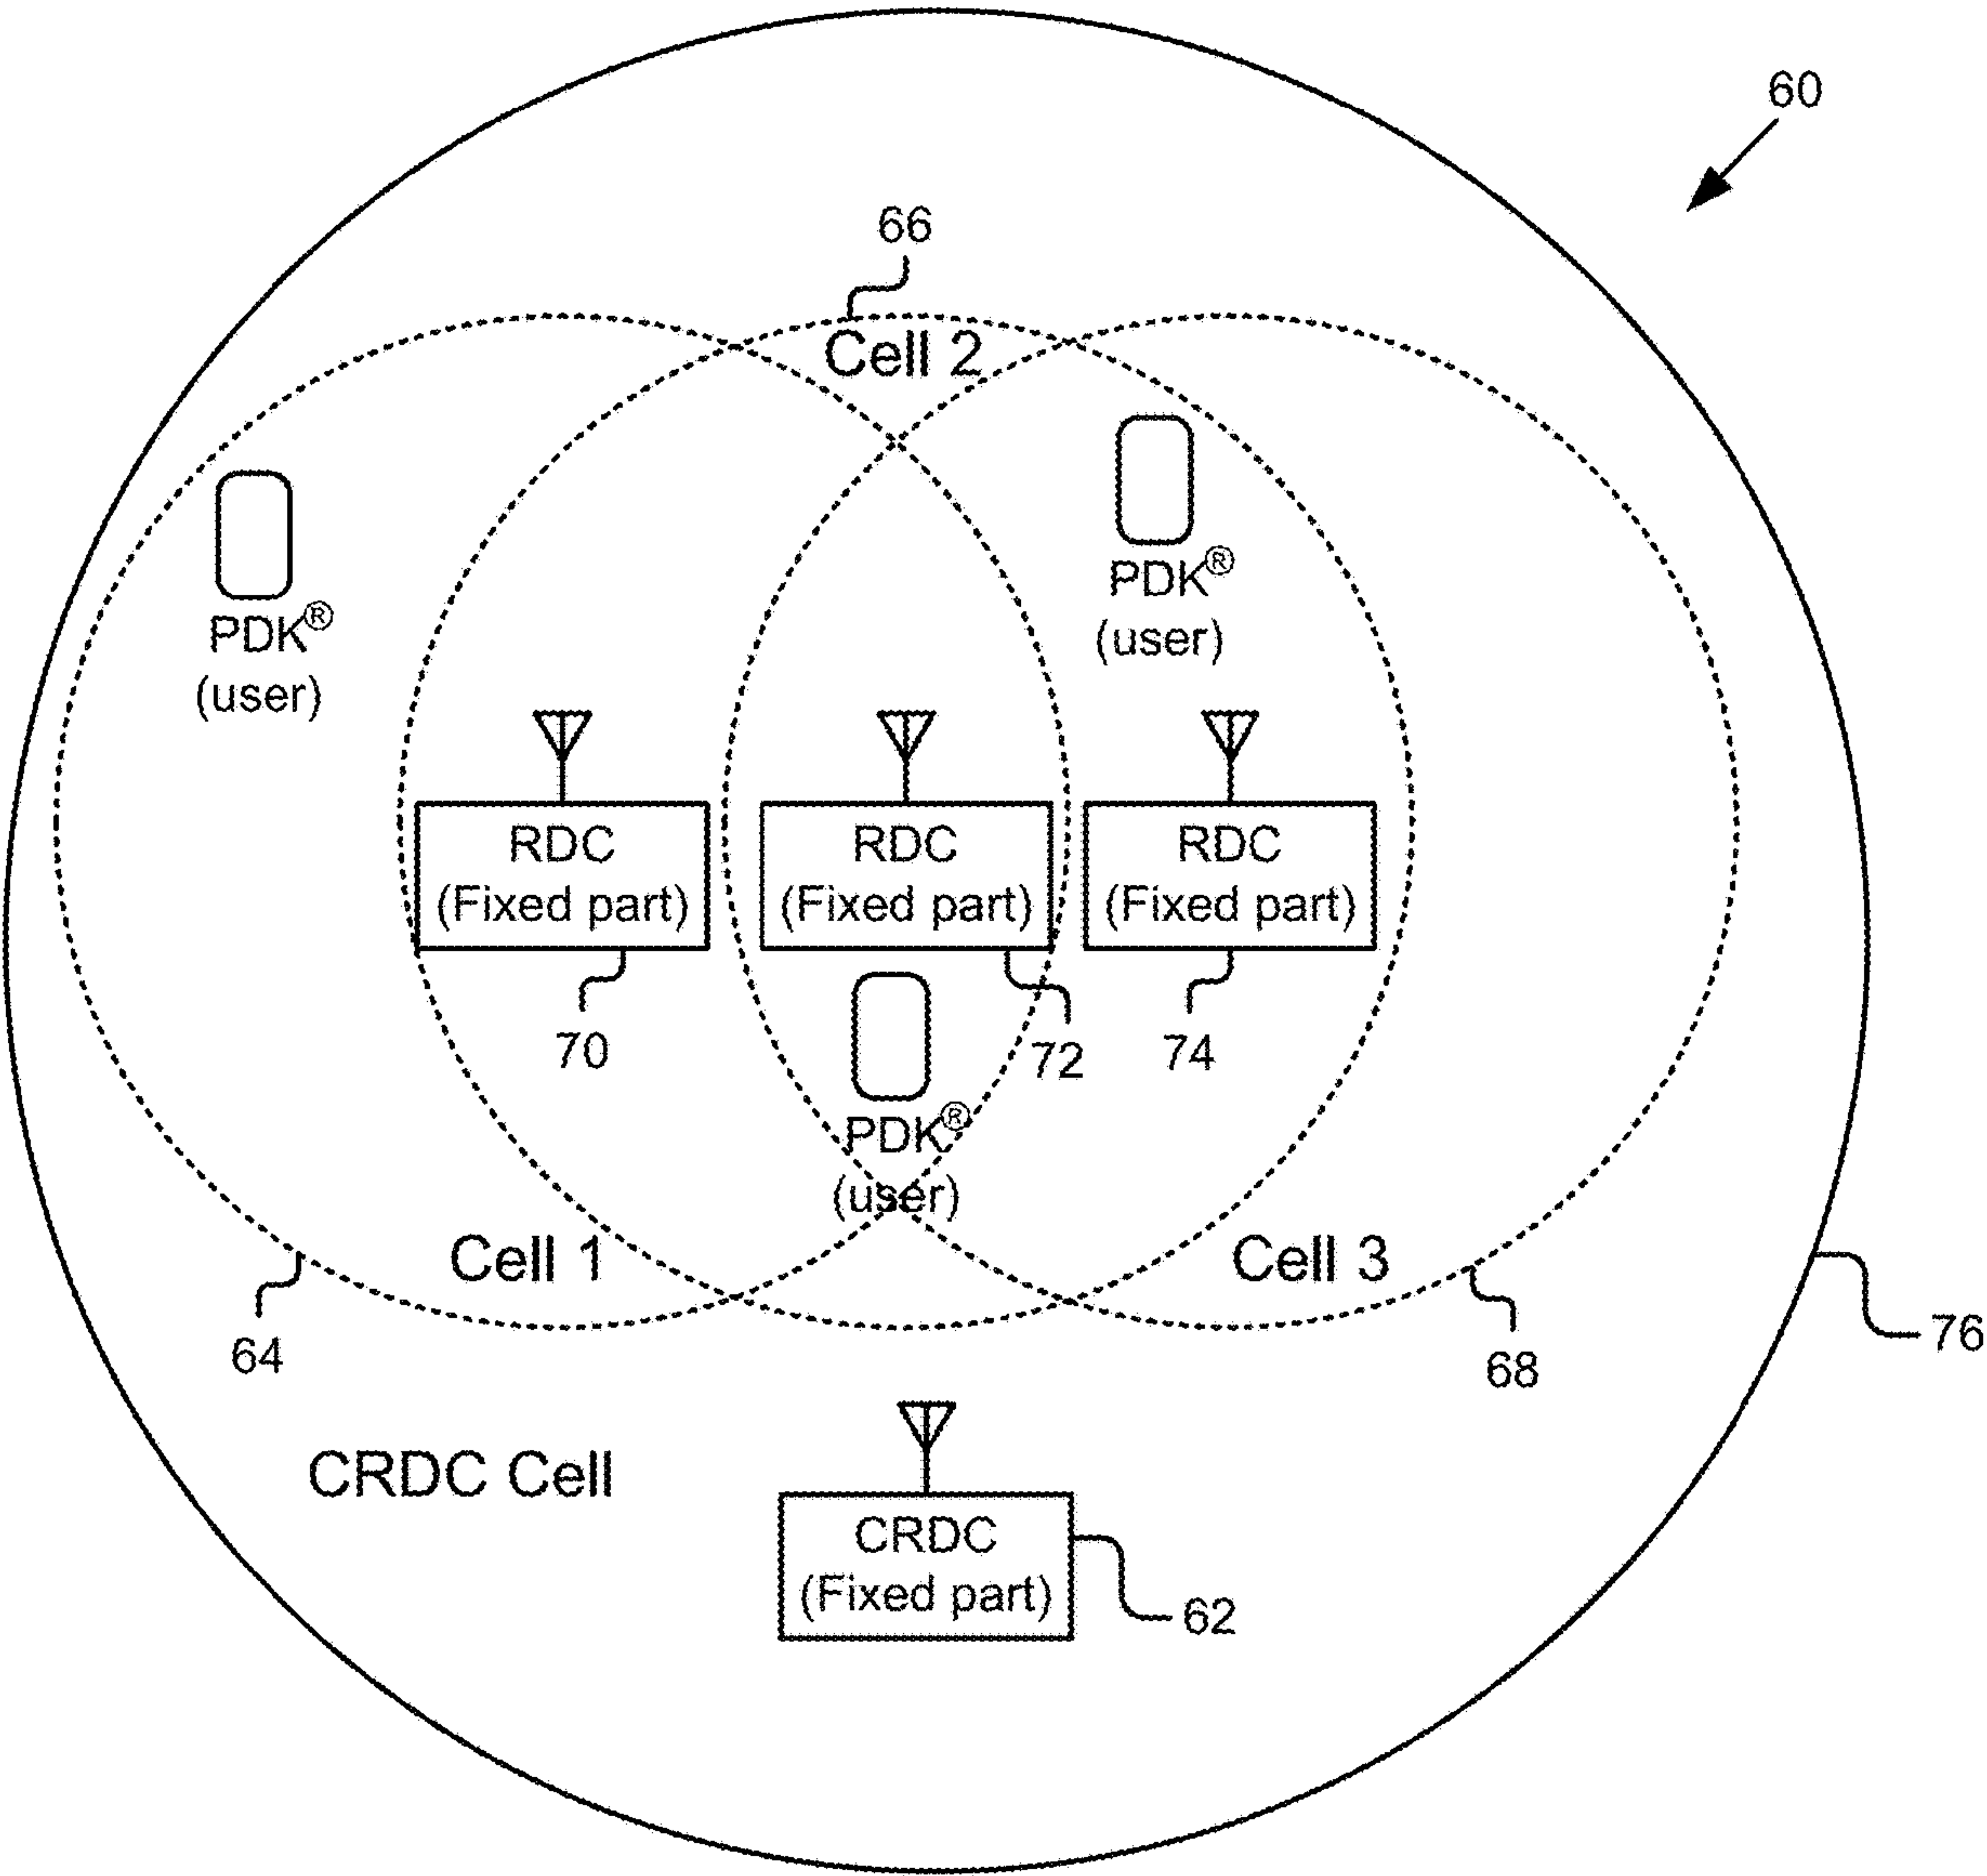 60
66
Cell 2
PDK®
(user)
PDK®
(user)
RDC
(Fixed part)
RDC
(Fixed part)
RDC
(Fixed part)
70
72
74
PDK®
(user)
Cell 1
Cell 3
64
68
76
CRDC Cell
CRDC
(Fixed part)
62